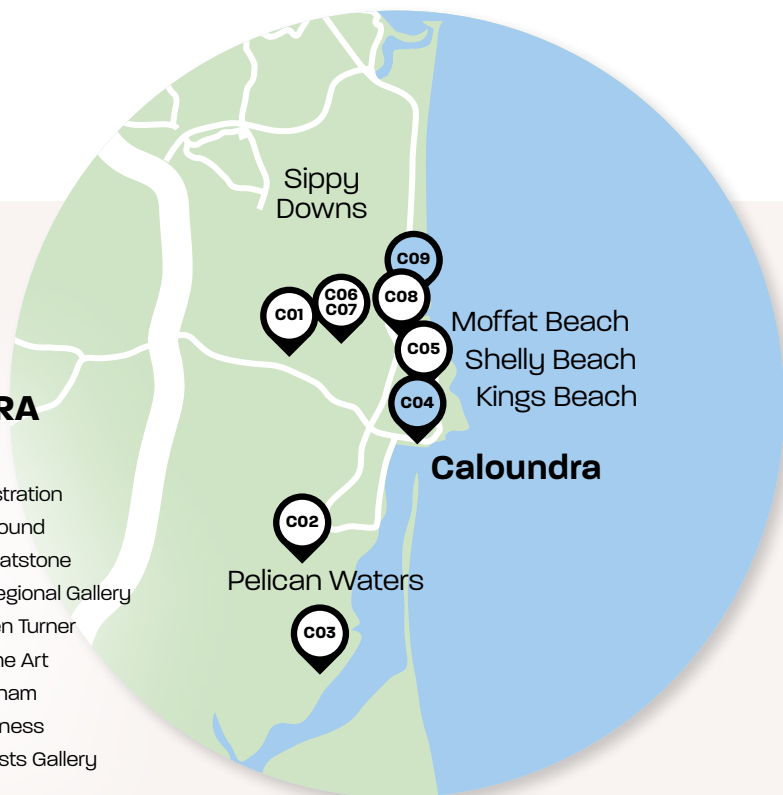 Sippy
Downs
C09
C06
C07
C08
C01
Moffat Beach
C05
Shelly Beach
Kings Beach
C04
RA
Caloundra
stration
ound
atstone
egional Gallery
en Turner
ne Art
ham
ness
sts Gallery
C02
Pelican Waters
C03